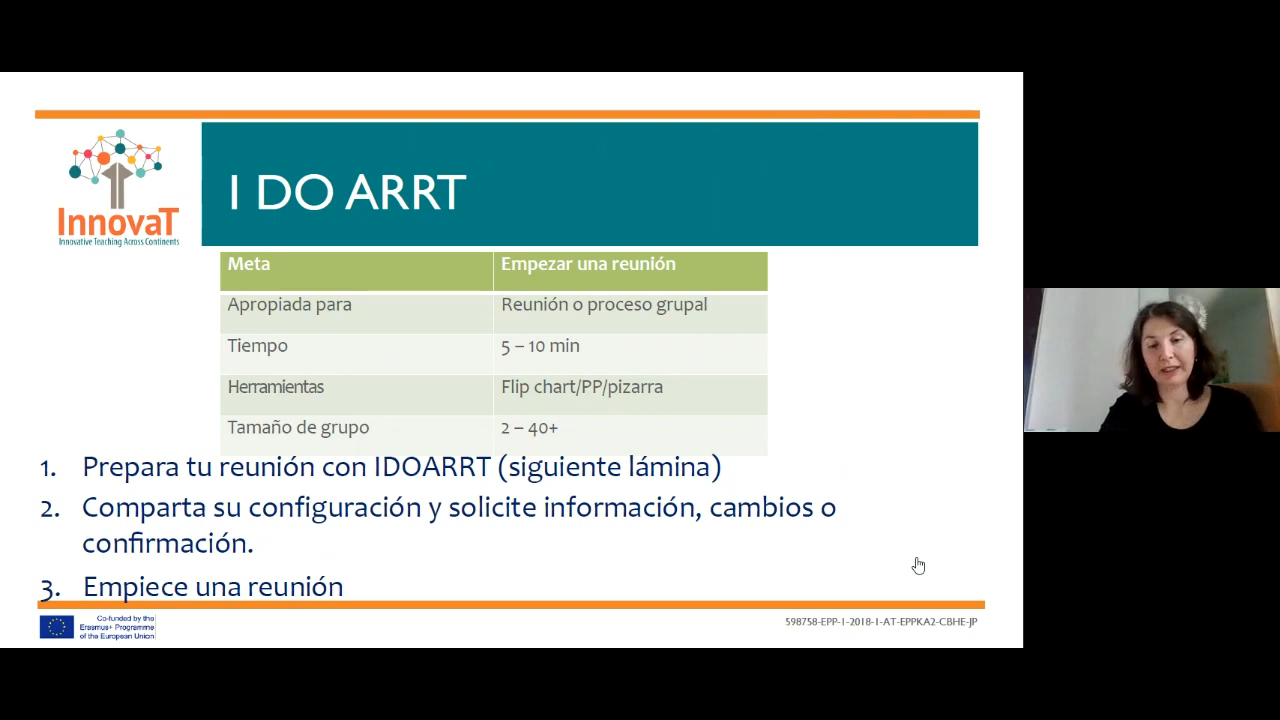 InnovaT
Innovative Teaching Across Continents
I DO ARRT
Meta Empezar una reunión
Apropiada para Reunión o proceso grupal
Tiempo 5 – 10 min
Herramientas Flip chart/PP/pizarra
Tamaño de grupo 2 – 40+
1. Prepara tu reunión con IDOARRT (siguiente lámina)
2. Comparta su configuración y solicite información, cambios o
confirmación.
3. Empiece una reunión
Co-funded by the
Erasmus+ Programme
of the European Union
598758-EPP-1-2018-1-AT-EPPKA2-CBHE-JP